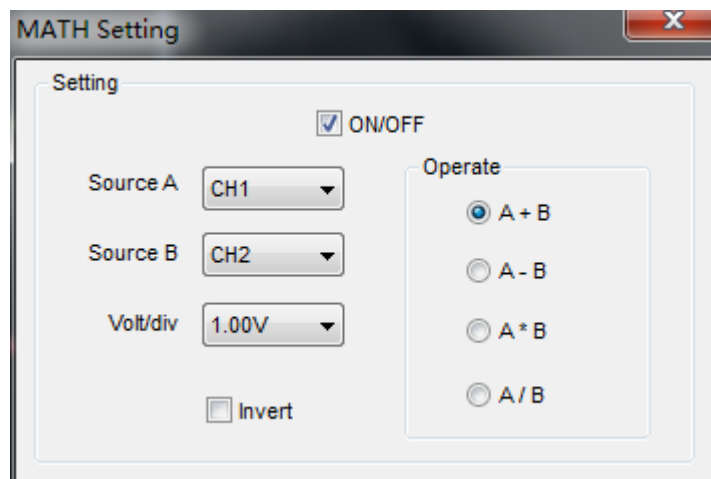 MATH Setting
Setting
ON/OFF
Source A CH1
Source B CH2
Volt/div 1.00V
Invert
Operate
A + B
A - B
A * B
A / B